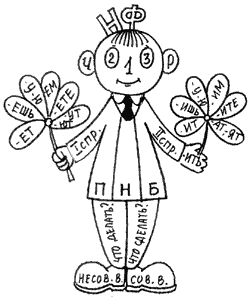 НФ
Ч 2 1 3 Р
-У-Ю
-ЕМ
-ЕТЕ
-УТ
-ЮТ
-ЕШЬ
-ЕТ
-У-Ю
-ИМ
-ИТЕ
-АТ-ЯТ
-ИШЬ
ИТ
I СПР.
II СПР.
-ИТЬ
П Н Б
ЧТО ДЕЛАТЬ?
ЧТО СДЕЛАТЬ?
НЕСОВ. В.
СОВ. В.